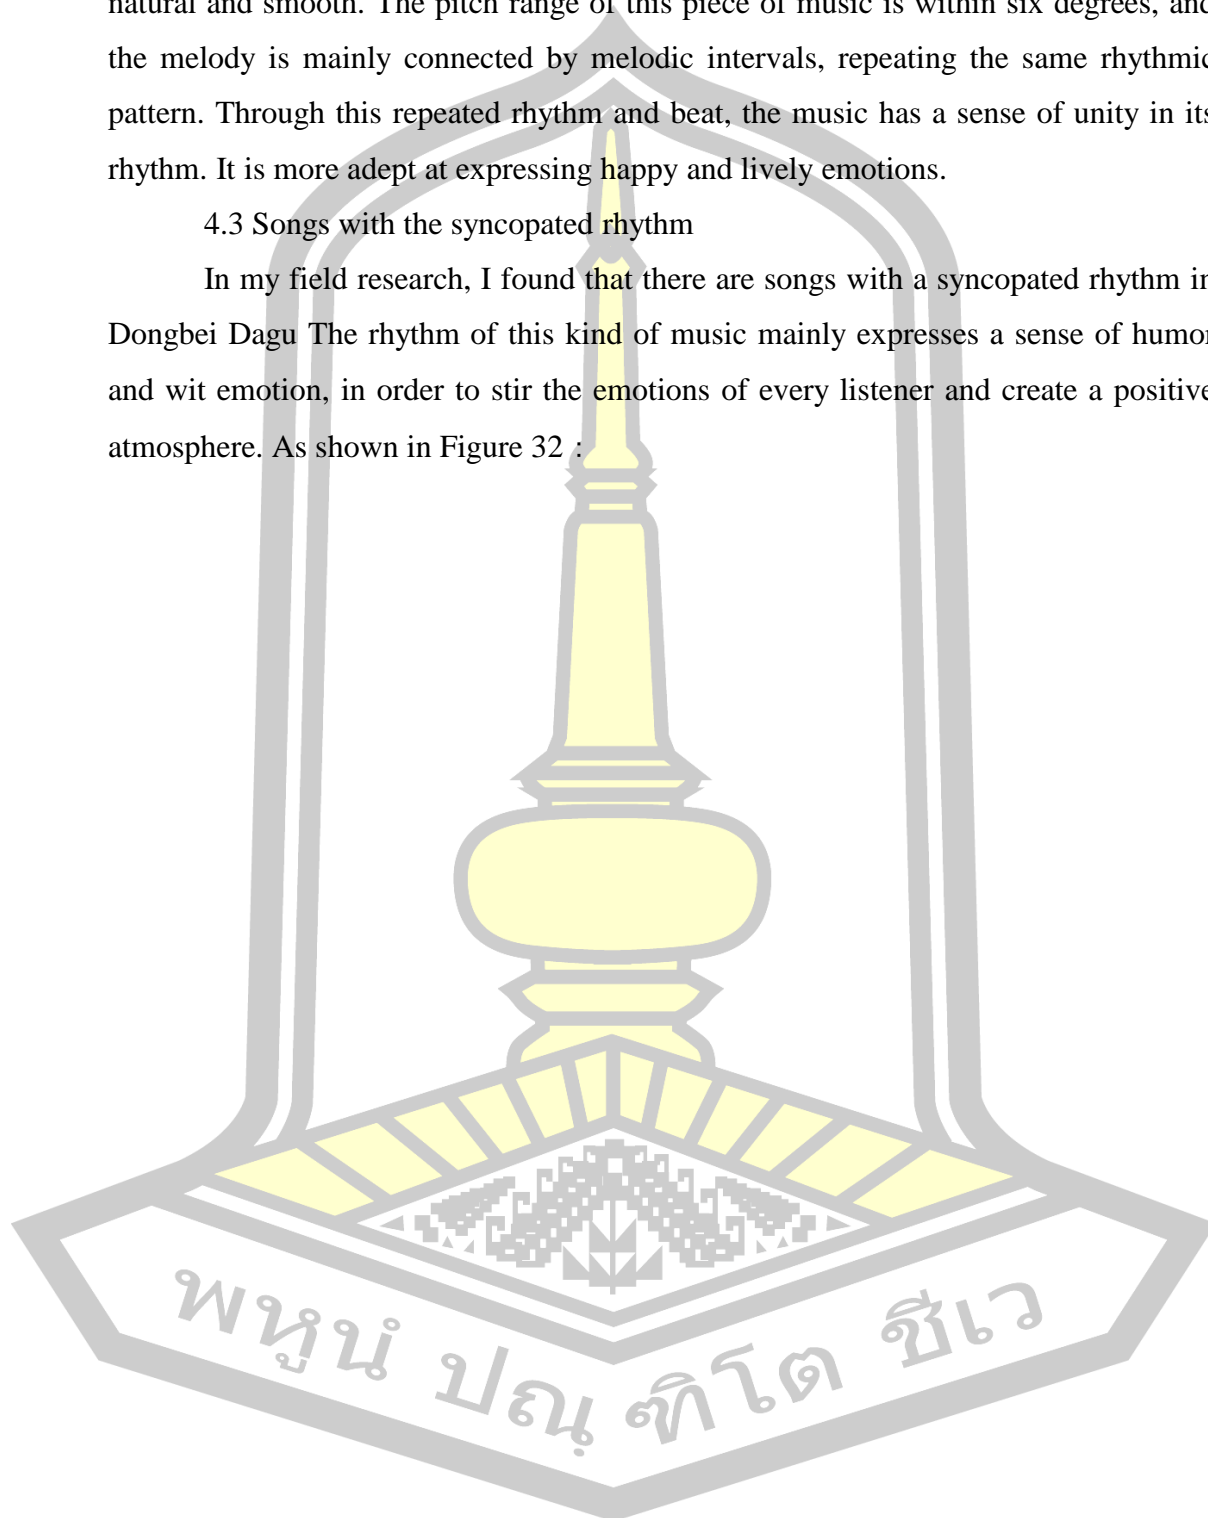 natural and smooth. The pitch range of this piece of music is within six degrees, and
the melody is mainly connected by melodic intervals, repeating the same rhythmic
pattern. Through this repeated rhythm and beat, the music has a sense of unity in its
rhythm. It is more adept at expressing happy and lively emotions.
4.3 Songs with the syncopated rhythm
In my field research, I found that there are songs with a syncopated rhythm in
Dongbei Dagu The rhythm of this kind of music mainly expresses a sense of humor
and wit emotion, in order to stir the emotions of every listener and create a positive
atmosphere. As shown in Figure 32：
พหูนํ ปณฺฑิโต ชีเว